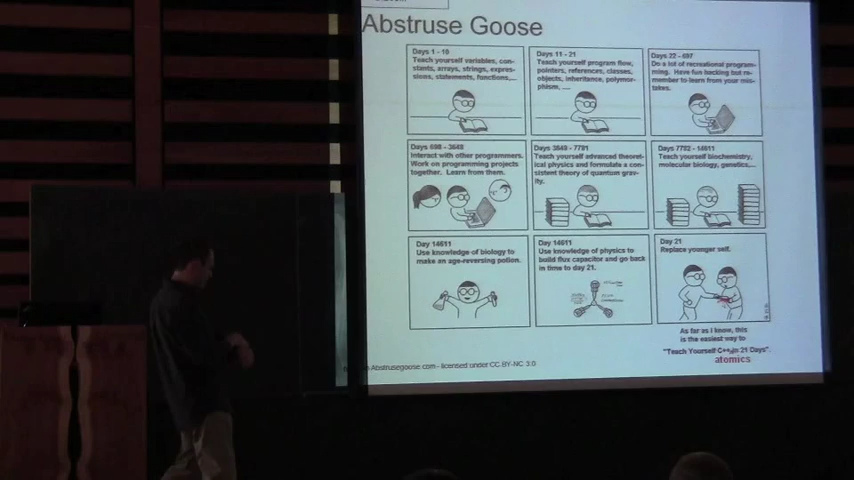 Abstruse Goose
Days 1 - 10
Teach yourself variables, con-
stants, arrays, strings, expres-
sions, statements, functions,...
Days 11 - 21
Teach yourself program flow,
pointers, references, classes,
objects, inheritance, polymor-
phism, ....
Days 22 - 697
Do a lot of recreational program-
ming. Have fun hacking but re-
member to learn from your mis-
takes.
Days 698 - 3648
Interact with other programmers.
Work on programming projects
together. Learn from them.
Days 3649 - 7781
Teach yourself advanced theoret-
ical physics and formulate a con-
sistent theory of quantum grav-
ity.
Days 7782 - 14611
Teach yourself biochemistry,
molecular biology, genetics,...
Day 14611
Use knowledge of biology to
make an age-reversing potion.
Day 14611
Use knowledge of physics to
build flux capacitor and go back
in time to day 21.
Day 21
Replace younger self.
As far as I know, this
is the easiest way to
"Teach Yourself C++ in 21 Days".
atomics
Abstrusegoose.com - licensed under CC.BY-NC 3.0